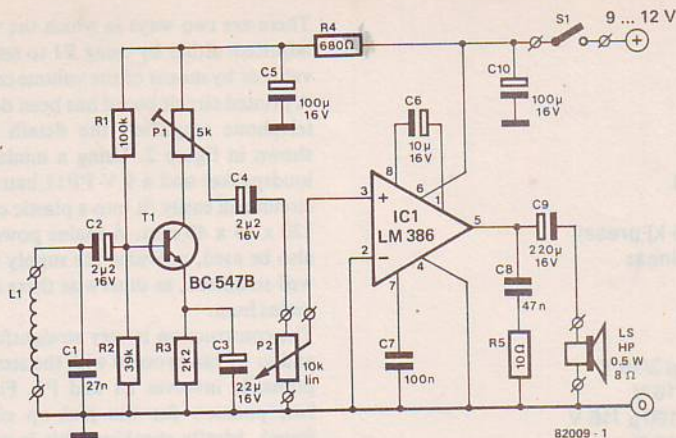 R4
680Ω
S1
9 ... 12 V
+
C5
100µ
16V
C10
100µ
16V
R1
100k
P1
5k
C6
10µ
16V
C4
2µ2
16V
8
6
1
3
+
IC1
LM 386
5
2
−
4
7
C9
220µ
16V
C2
2µ2
16V
T1
BC 547B
L1
C8
47n
C1
27n
R2
39k
R3
2k2
C3
22µ
16V
P2
10k
lin
C7
100n
R5
10Ω
LS
HP
0.5 W
8 Ω
0
82009 - 1